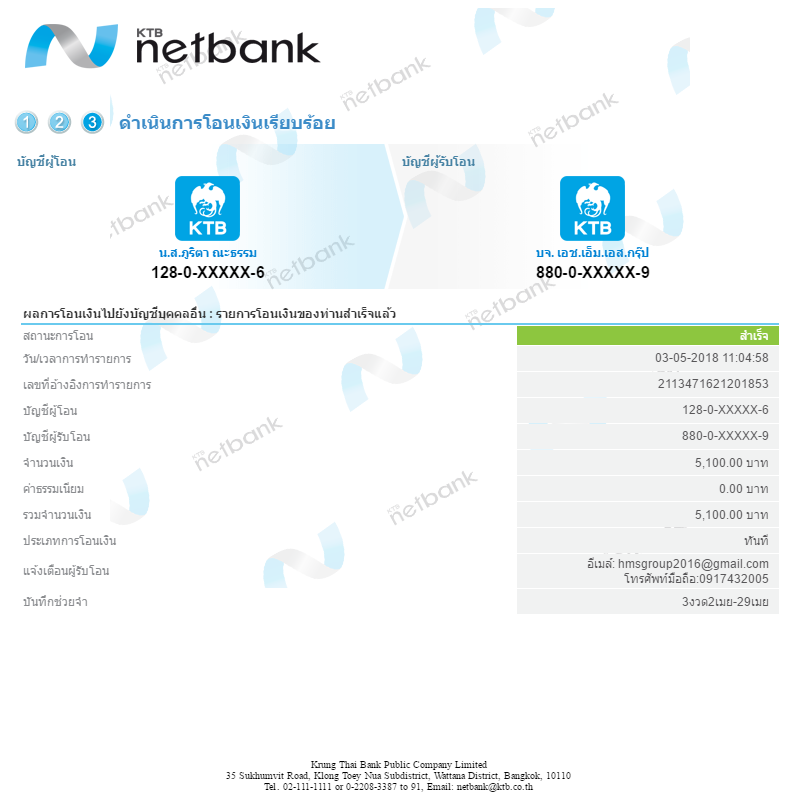 KTB
netbank
1 2 3 ดำเนินการโอนเงินเรียบร้อย
บัญชีผู้โอน
บัญชีผู้รับโอน
KTB
KTB
น.ส.ภูริตา ณะธรรม
บจ. เอช.เอ็ม.เอส.กรุ๊ป
128-0-XXXXX-6
880-0-XXXXX-9
ผลการโอนเงินไปยังบัญชีบุคคลอื่น : รายการโอนเงินของท่านสำเร็จแล้ว
สถานะการโอน สำเร็จ
วัน/เวลาการทำรายการ 03-05-2018 11:04:58
เลขที่อ้างอิงการทำรายการ 2113471621201853
บัญชีผู้โอน 128-0-XXXXX-6
บัญชีผู้รับโอน 880-0-XXXXX-9
จำนวนเงิน 5,100.00 บาท
ค่าธรรมเนียม 0.00 บาท
รวมจำนวนเงิน 5,100.00 บาท
ประเภทการโอนเงิน ทันที
แจ้งเตือนผู้รับโอน อีเมล์: hmsgroup2016@gmail.com
โทรศัพท์มือถือ:0917432005
บันทึกช่วยจำ 3งวด2เมย-29เมย
Krung Thai Bank Public Company Limited
35 Sukhumvit Road, Klong Toey Nua Subdistrict, Wattana District, Bangkok, 10110
Tel. 02-111-1111 or 0-2208-3387 to 91, Email: netbank@ktb.co.th